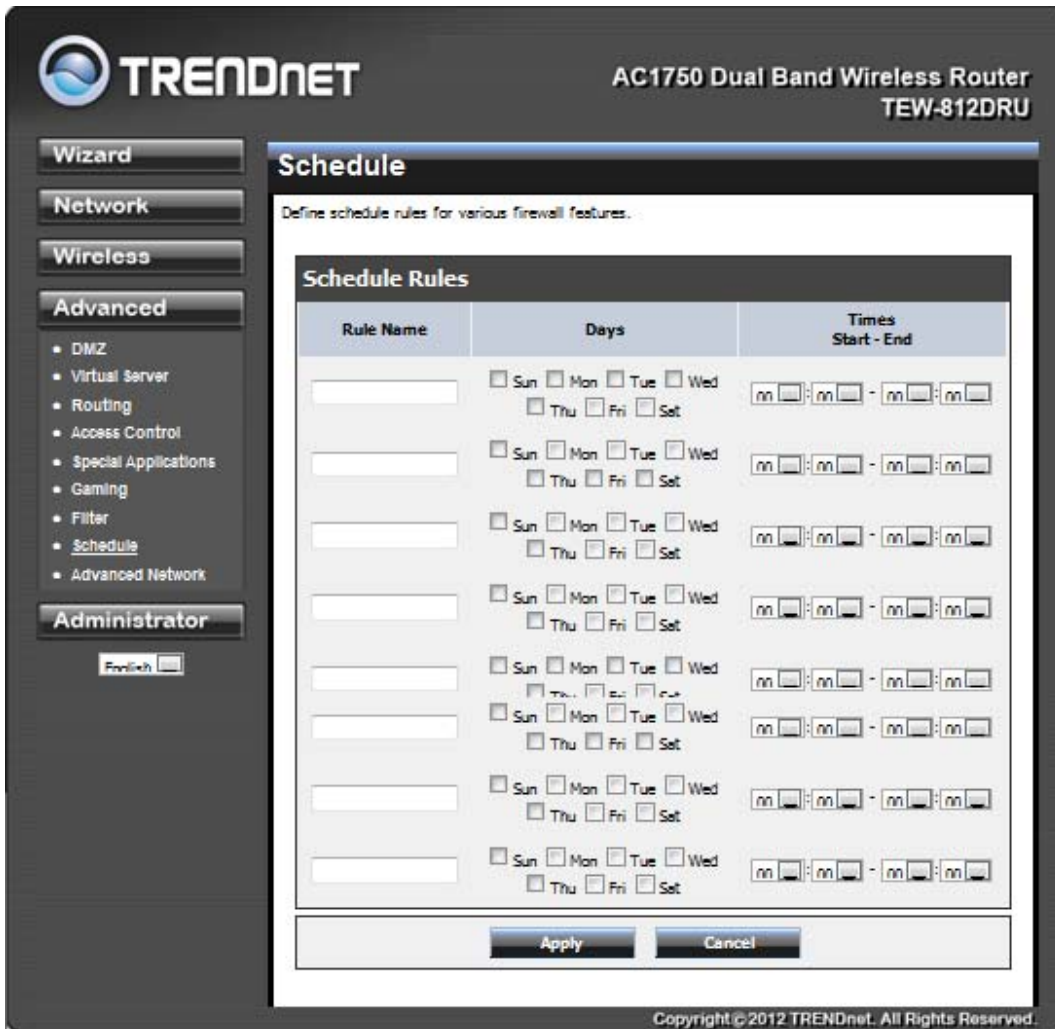 TRENDNET
AC1750 Dual Band Wireless Router
TEW-812DRU
Wizard
Network
Wireless
Advanced
• DMZ
• Virtual Server
• Routing
• Access Control
• Special Applications
• Gaming
• Filter
• Schedule
• Advanced Network
Administrator
English
Schedule
Define schedule rules for various firewall features.
Schedule Rules
Rule Name Days Times
Start - End
Sun Mon Tue Wed
Thu Fri Sat
: - :
Sun Mon Tue Wed
Thu Fri Sat
: - :
Sun Mon Tue Wed
Thu Fri Sat
: - :
Sun Mon Tue Wed
Thu Fri Sat
: - :
Sun Mon Tue Wed
Thu Fri Sat
: - :
Sun Mon Tue Wed
Thu Fri Sat
: - :
Sun Mon Tue Wed
Thu Fri Sat
: - :
Sun Mon Tue Wed
Thu Fri Sat
: - :
Apply Cancel
Copyright © 2012 TRENDnet. All Rights Reserved.